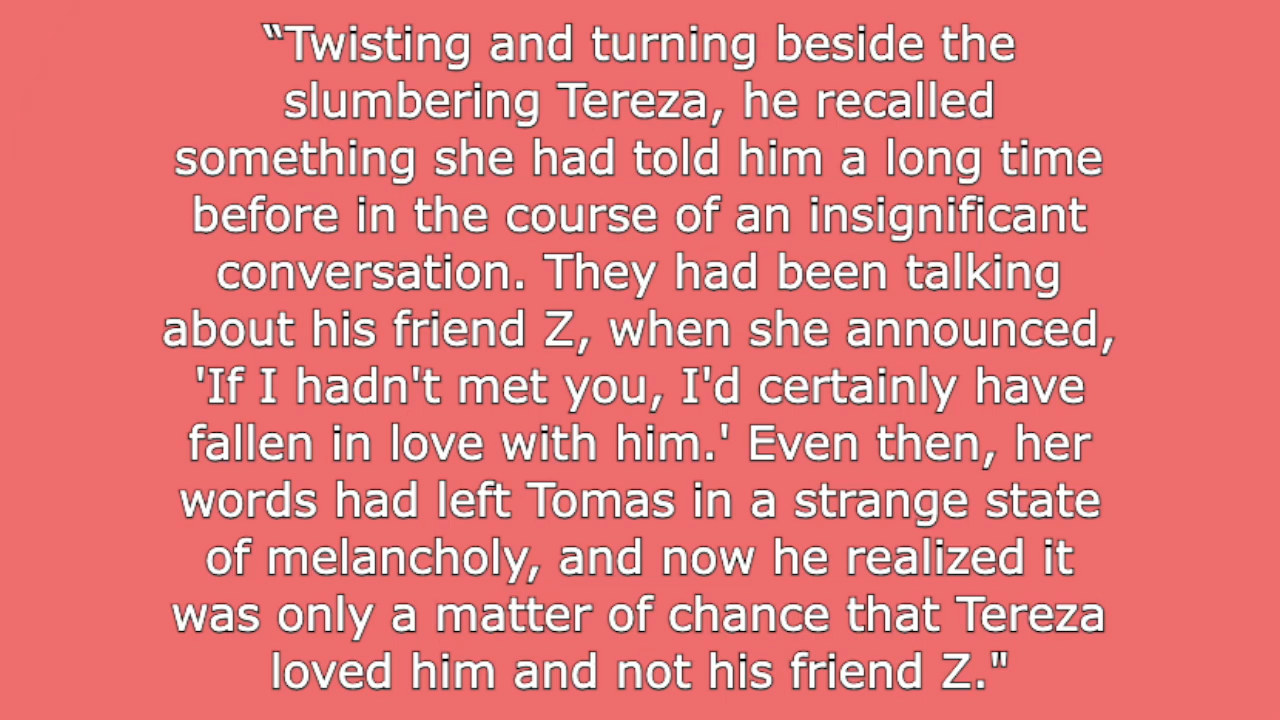 “Twisting and turning beside the
slumbering Tereza, he recalled
something she had told him a long time
before in the course of an insignificant
conversation. They had been talking
about his friend Z, when she announced,
'If I hadn't met you, I'd certainly have
fallen in love with him.' Even then, her
words had left Tomas in a strange state
of melancholy, and now he realized it
was only a matter of chance that Tereza
loved him and not his friend Z."